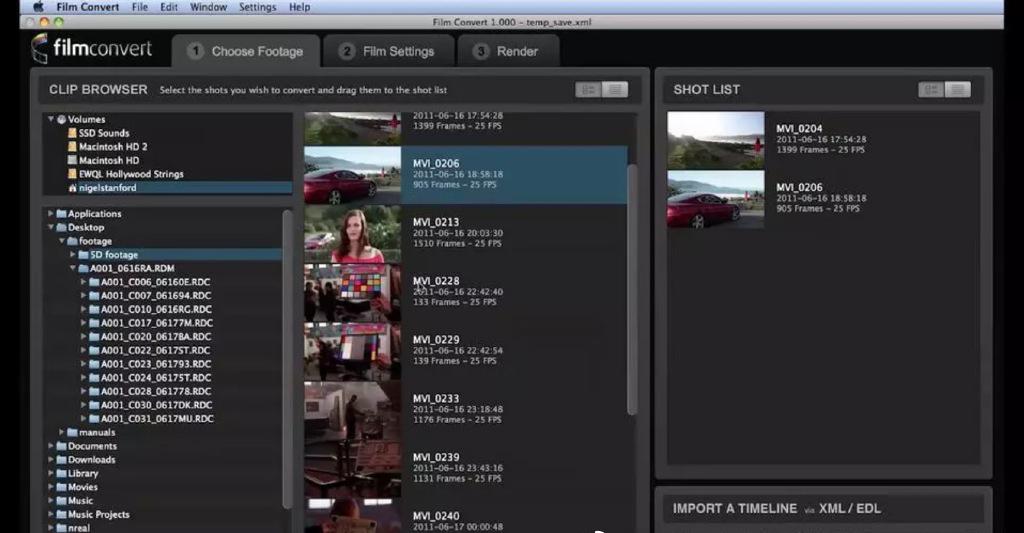 Film Convert File Edit Window Settings Help
Film Convert 1.000 - temp_save.xml
filmconvert
1 Choose Footage
2 Film Settings
3 Render
CLIP BROWSER Select the shots you wish to convert and drag them to the shot list
Volumes
SSD Sounds
Macintosh HD 2
Macintosh HD
EWQL Hollywood Strings
nigelstanford
Applications
Desktop
footage
5D footage
A001_0616RA.RDM
A001_C006_06160E.RDC
A001_C007_061694.RDC
A001_C010_0616RG.RDC
A001_C017_06177M.RDC
A001_C020_0617BA.RDC
A001_C022_06175T.RDC
A001_C023_061793.RDC
A001_C024_06175T.RDC
A001_C028_061778.RDC
A001_C030_0617DK.RDC
A001_C031_0617MU.RDC
manuals
Documents
Downloads
Library
Movies
Music
Music Projects
nreal
2011-06-16 17:54:28
1399 Frames - 25 FPS
MVI_0206
2011-06-16 18:58:18
905 Frames - 25 FPS
MVI_0213
2011-06-16 20:03:30
1510 Frames - 25 FPS
MVI_0228
2011-06-16 22:42:40
133 Frames - 25 FPS
MVI_0229
2011-06-16 22:42:54
139 Frames - 25 FPS
MVI_0233
2011-06-16 23:18:48
1176 Frames - 25 FPS
MVI_0239
2011-06-16 23:43:16
1131 Frames - 25 FPS
MVI_0240
2011-06-17 00:00:48
SHOT LIST
MVI_0204
2011-06-16 17:54:28
1399 Frames - 25 FPS
MVI_0206
2011-06-16 18:58:18
905 Frames - 25 FPS
IMPORT A TIMELINE via XML / EDL